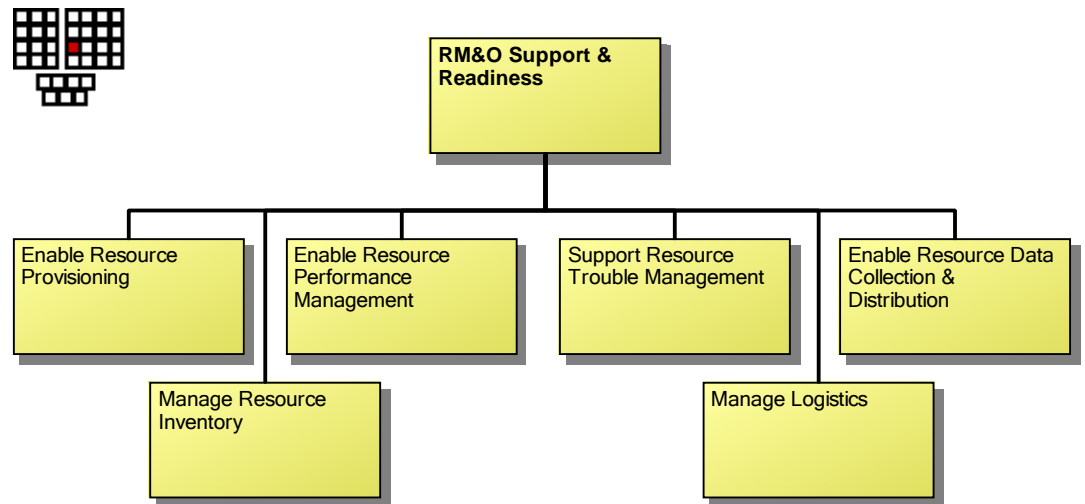 RM&O Support &
Readiness
Enable Resource
Provisioning
Enable Resource
Performance
Management
Support Resource
Trouble Management
Enable Resource Data
Collection &
Distribution
Manage Resource
Inventory
Manage Logistics